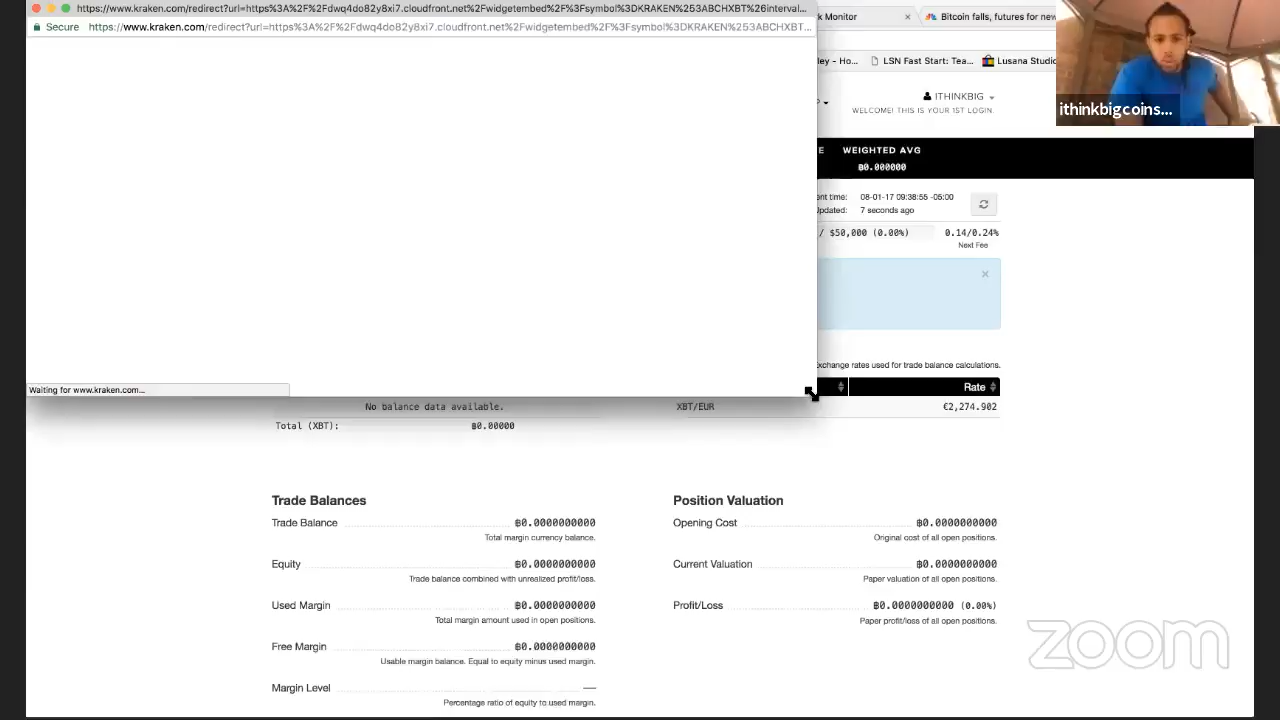 https://www.kraken.com/redirect?url=https%3A%2F%2Fdwq4do82y8xi7.cloudfront.net%2Fwidgetembed%2F%3Fsymbol%3DKRAKEN%253ABCHXBT%26interval...
k Monitor
Bitcoin falls, futures for new
Secure https://www.kraken.com/redirect?url=https%3A%2F%2Fdwq4do82y8xi7.cloudfront.net%2Fwidgetembed%2F%3Fsymbol%3DKRAKEN%253ABCHXBT...
ley - Ho...
LSN Fast Start: Tea...
Lusana Studio
ITHINKBIG
WELCOME! THIS IS YOUR 1ST LOGIN.
ithinkbigcoins...
E WEIGHTED AVG
฿0.000000
ent time: 08-01-17 09:38:55 -05:00
Updated: 7 seconds ago
/ $50,000 (0.00%) 0.14/0.24%
Next Fee
Exchange rates used for trade balance calculations.
Waiting for www.kraken.com...
Rate
No balance data available.
XBT/EUR €2,274.902
Total (XBT): ฿0.00000
Trade Balances
Trade Balance ฿0.0000000000
Total margin currency balance.
Equity ฿0.0000000000
Trade balance combined with unrealized profit/loss.
Used Margin ฿0.0000000000
Total margin amount used in open positions.
Free Margin ฿0.0000000000
Usable margin balance. Equal to equity minus used margin.
Margin Level —
Percentage ratio of equity to used margin.
Position Valuation
Opening Cost ฿0.0000000000
Original cost of all open positions.
Current Valuation ฿0.0000000000
Paper valuation of all open positions.
Profit/Loss ฿0.0000000000 (0.00%)
Paper profit/loss of all open positions.
zoom